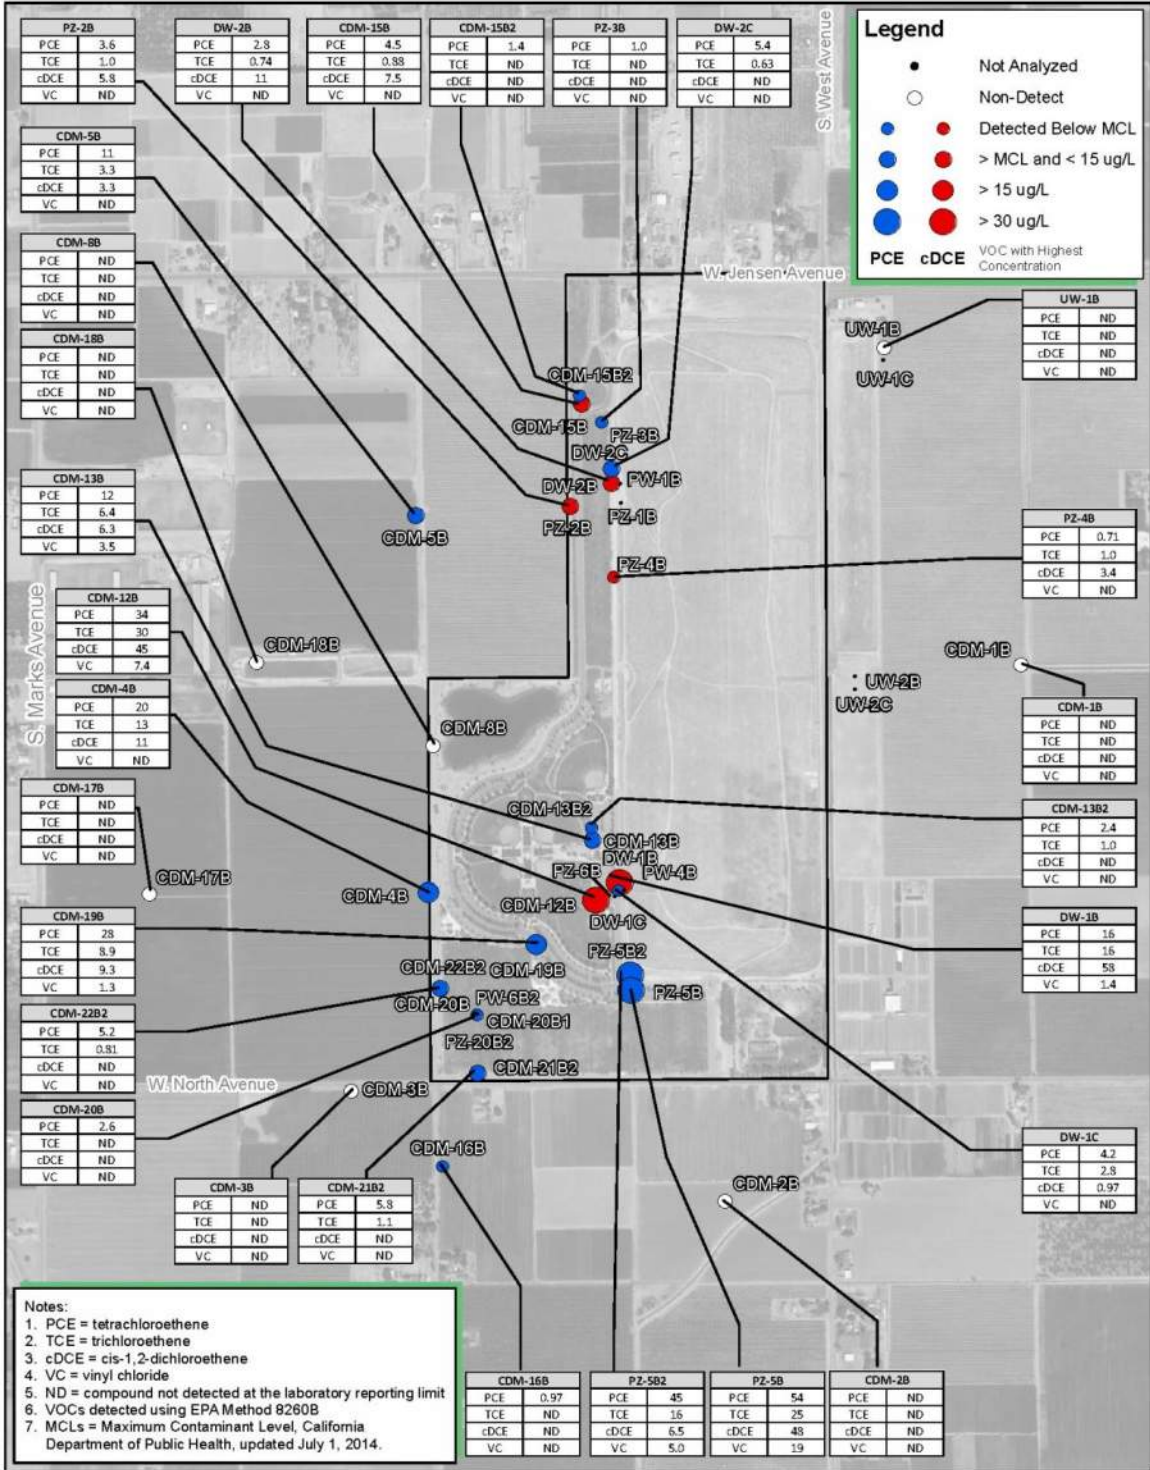 PZ-2B
PCE 3.6
TCE 1.0
cDCE 5.8
VC ND
DW-2B
PCE 2.8
TCE 0.74
cDCE 11
VC ND
CDM-15B
PCE 4.5
TCE 0.88
cDCE 7.5
VC ND
CDM-15B2
PCE 1.4
TCE ND
cDCE ND
VC ND
PZ-3B
PCE 1.0
TCE ND
cDCE ND
VC ND
DW-2C
PCE 5.4
TCE 0.63
cDCE ND
VC ND
S. West Avenue
Legend
Not Analyzed
Non-Detect
Detected Below MCL
> MCL and < 15 ug/L
> 15 ug/L
> 30 ug/L
PCE cDCE VOC with Highest
Concentration
CDM-5B
PCE 11
TCE 3.3
cDCE 3.3
VC ND
CDM-8B
PCE ND
TCE ND
cDCE ND
VC ND
CDM-18B
PCE ND
TCE ND
cDCE ND
VC ND
CDM-13B
PCE 12
TCE 6.4
cDCE 6.3
VC 3.5
CDM-12B
PCE 34
TCE 30
cDCE 45
VC 7.4
CDM-4B
PCE 20
TCE 13
cDCE 11
VC ND
CDM-17B
PCE ND
TCE ND
cDCE ND
VC ND
CDM-19B
PCE 28
TCE 8.9
cDCE 9.3
VC 1.3
CDM-22B2
PCE 5.2
TCE 0.81
cDCE ND
VC ND
CDM-20B
PCE 2.6
TCE ND
cDCE ND
VC ND
S. Marks Avenue
W. Jensen Avenue
W. North Avenue
UW-1B
UW-1C
CDM-15B2
CDM-15B
PZ-3B
DW-2C
DW-2B
PW-1B
PZ-2B
PZ-1B
CDM-5B
PZ-4B
CDM-18B
CDM-1B
UW-2B
UW-2C
CDM-8B
CDM-13B2
CDM-13B
DW-1B
PZ-6B
PW-4B
CDM-17B
CDM-4B
CDM-12B
DW-1C
PZ-5B2
CDM-22B2
CDM-19B
PZ-5B
CDM-20B
PW-6B2
CDM-20B1
PZ-20B2
CDM-21B2
CDM-3B
CDM-16B
CDM-2B
UW-1B
PCE ND
TCE ND
cDCE ND
VC ND
PZ-4B
PCE 0.71
TCE 1.0
cDCE 3.4
VC ND
CDM-1B
PCE ND
TCE ND
cDCE ND
VC ND
CDM-13B2
PCE 2.4
TCE 1.0
cDCE ND
VC ND
DW-1B
PCE 16
TCE 16
cDCE 58
VC 1.4
DW-1C
PCE 4.2
TCE 2.8
cDCE 0.97
VC ND
CDM-3B
PCE ND
TCE ND
cDCE ND
VC ND
CDM-21B2
PCE 5.8
TCE 1.1
cDCE ND
VC ND
Notes:
1. PCE = tetrachloroethene
2. TCE = trichloroethene
3. cDCE = cis-1,2-dichloroethene
4. VC = vinyl chloride
5. ND = compound not detected at the laboratory reporting limit
6. VOCs detected using EPA Method 8260B
7. MCLs = Maximum Contaminant Level, California
Department of Public Health, updated July 1, 2014.
CDM-16B
PCE 0.97
TCE ND
cDCE ND
VC ND
PZ-5B2
PCE 45
TCE 16
cDCE 6.5
VC 5.0
PZ-5B
PCE 54
TCE 25
cDCE 48
VC 19
CDM-2B
PCE ND
TCE ND
cDCE ND
VC ND